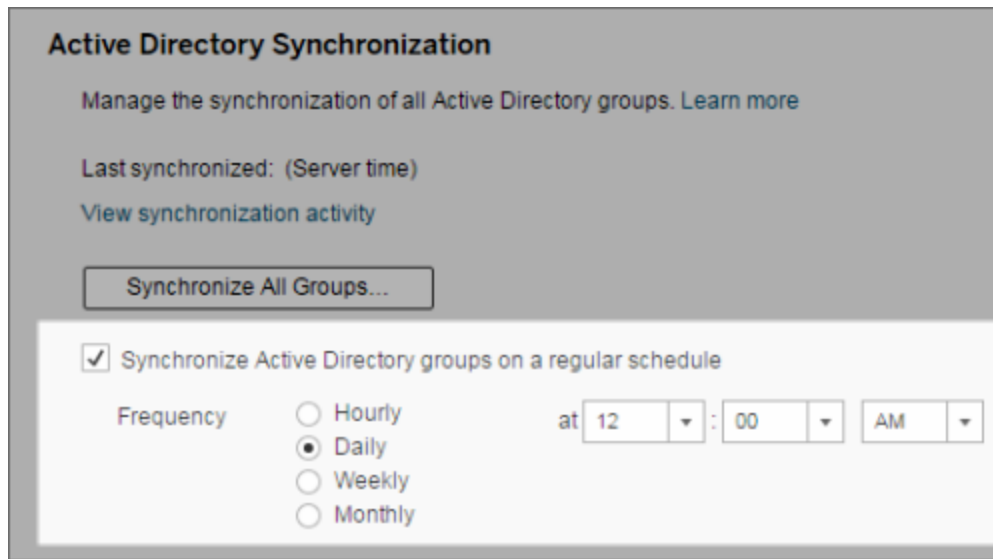 Active Directory Synchronization
Manage the synchronization of all Active Directory groups. Learn more
Last synchronized: (Server time)
View synchronization activity
Synchronize All Groups...
Synchronize Active Directory groups on a regular schedule
Frequency Hourly at 12 : 00 AM
Daily
Weekly
Monthly